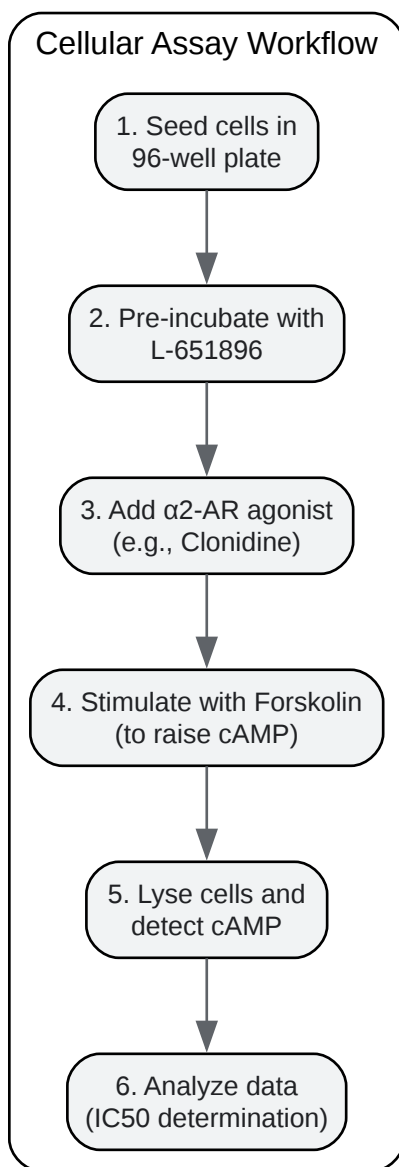 Cellular Assay Workflow
1. Seed cells in
96-well plate
2. Pre-incubate with
L-651896
3. Add α2-AR agonist
(e.g., Clonidine)
4. Stimulate with Forskolin
(to raise cAMP)
5. Lyse cells and
detect cAMP
6. Analyze data
(IC50 determination)